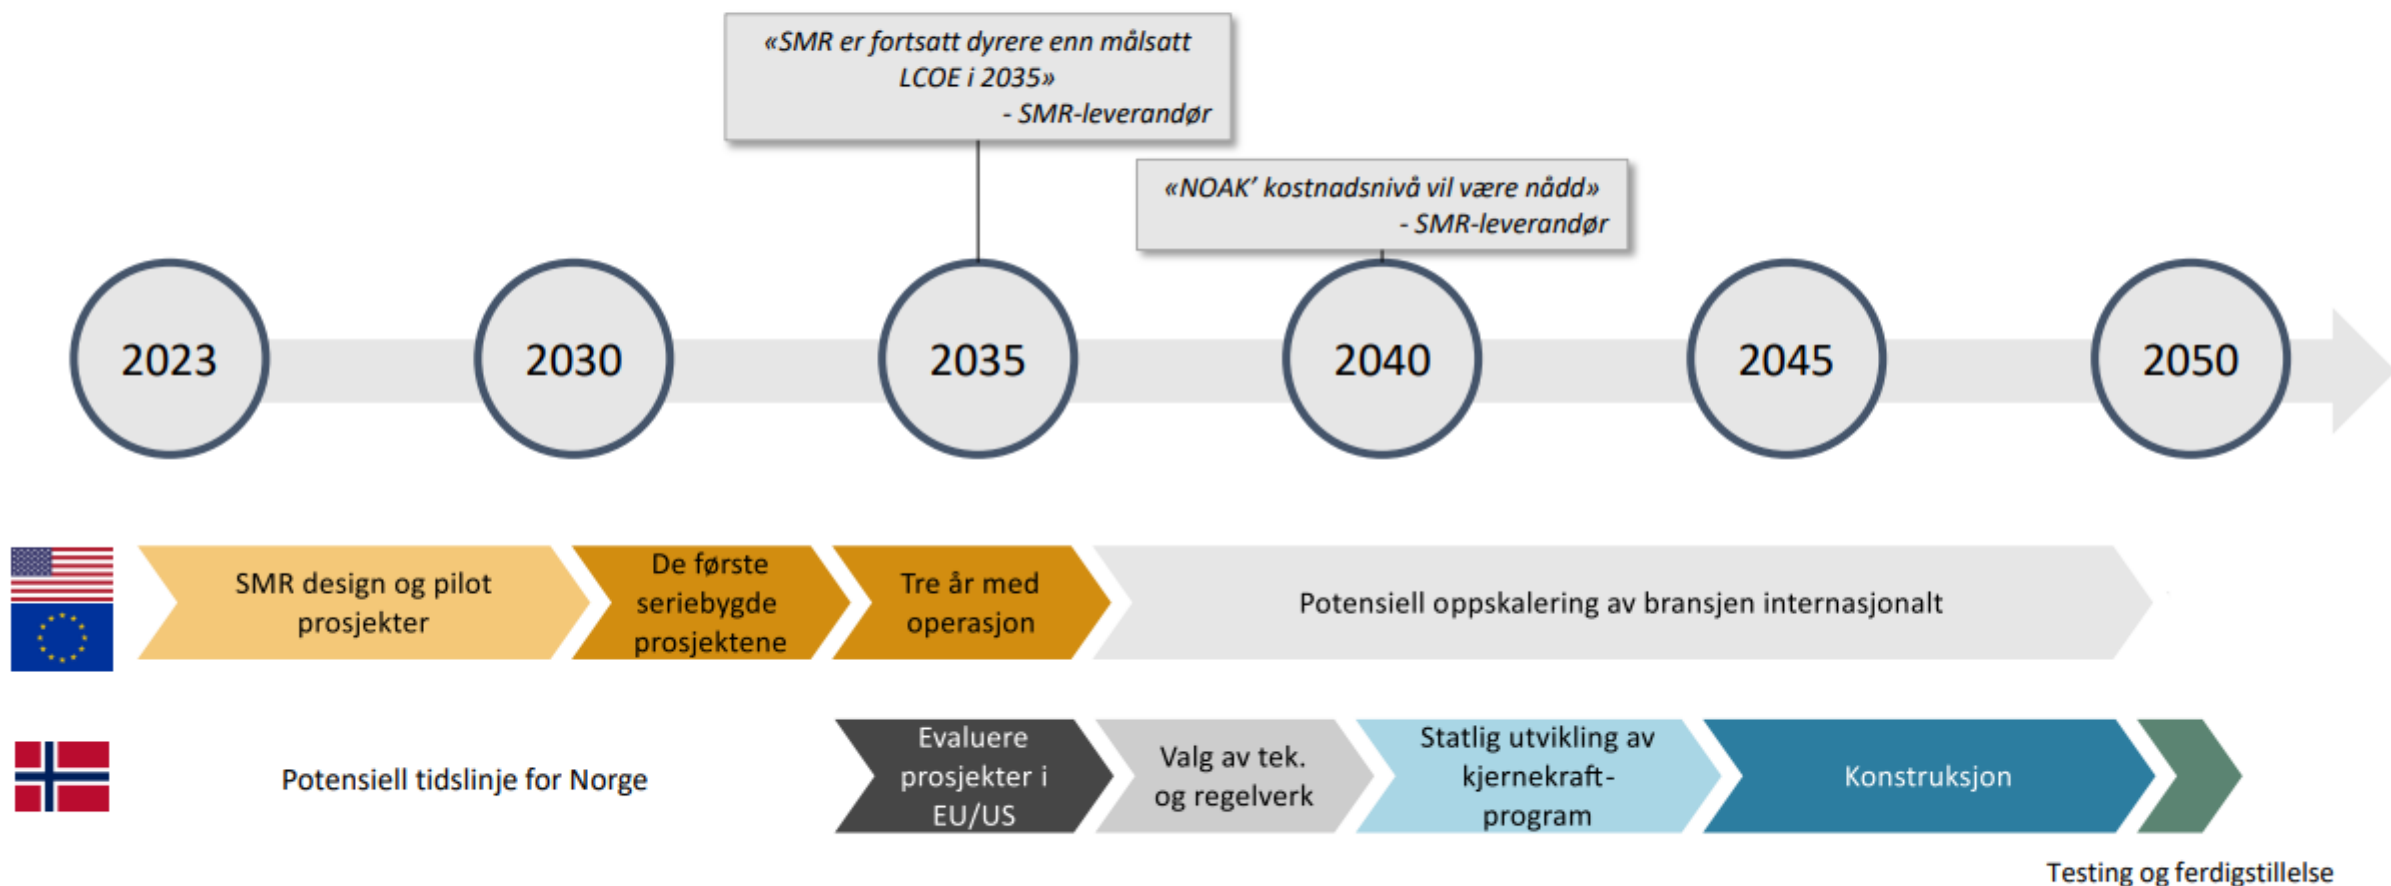 «SMR er fortsatt dyrere enn målsatt
LCOE i 2035»
- SMR-leverandør
«NOAK’ kostnadsnivå vil være nådd»
- SMR-leverandør
2023
2030
2035
2040
2045
2050
SMR design og pilot
prosjekter
De første
seriebygde
prosjektene
Tre år med
operasjon
Potensiell oppskalering av bransjen internasjonalt
Potensiell tidslinje for Norge
Evaluere
prosjekter i
EU/US
Valg av tek.
og regelverk
Statlig utvikling av
kjernekraft-
program
Konstruksjon
Testing og ferdigstillelse